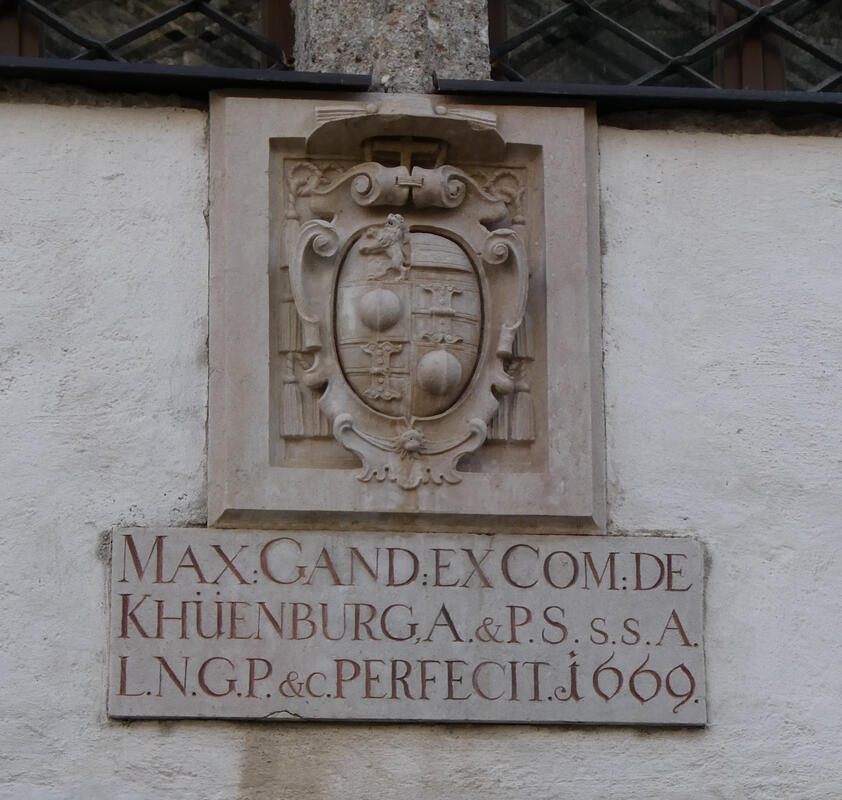 MAX:GAND:EX COM:DE
KHÜENBURG,A.&P.S.S.S.A.
L.N.G.P.&C.PERFECIT.1669.